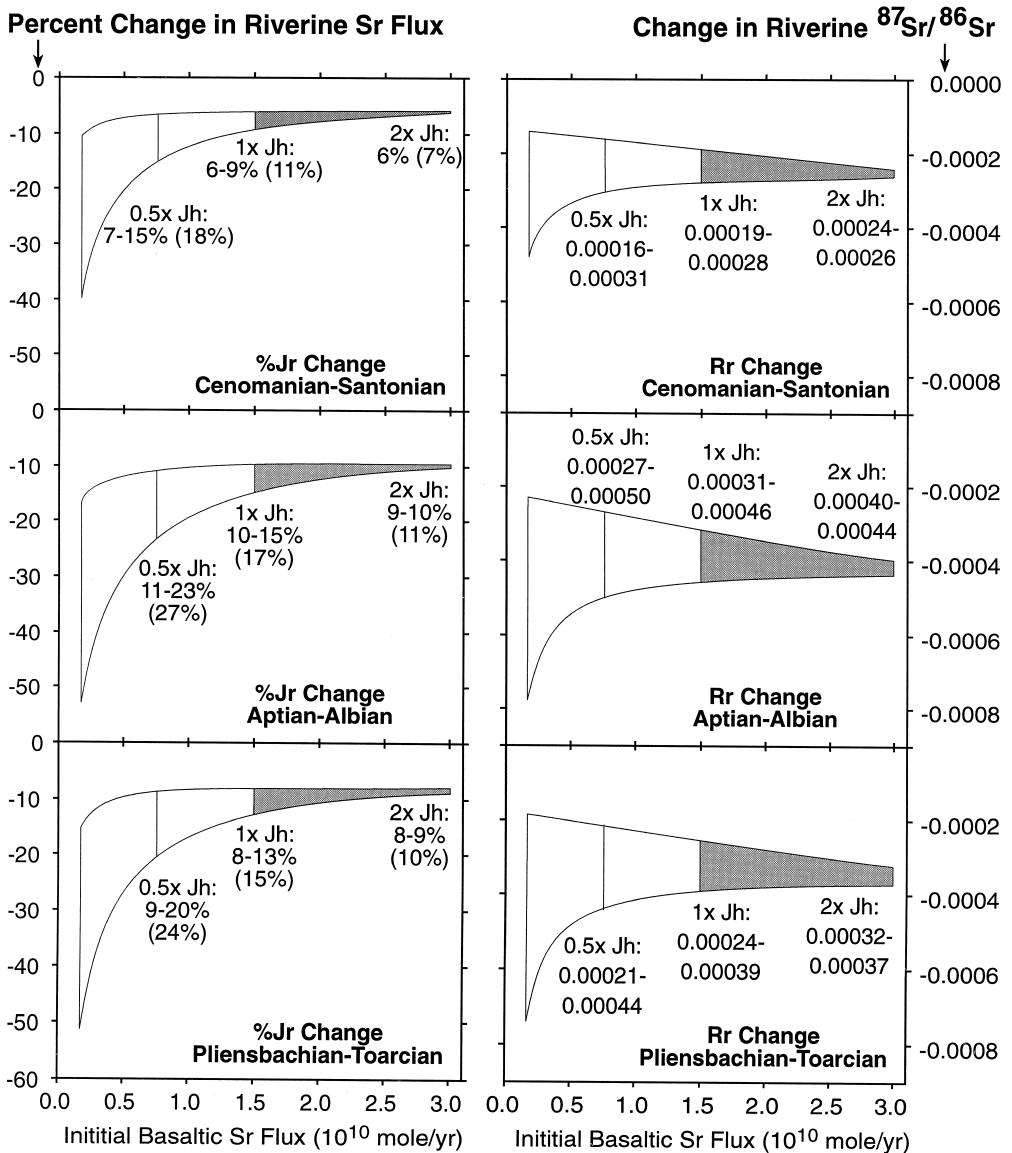 Percent Change in Riverine Sr Flux
Change in Riverine 87Sr/86Sr
0
-10
-20
-30
-40
-50
1x Jh:
6-9% (11%)
2x Jh:
6% (7%)
0.5x Jh:
7-15% (18%)
%Jr Change
Cenomanian-Santonian
0.0000
-0.0002
-0.0004
-0.0006
-0.0008
0.5x Jh:
0.00016-
0.00031
1x Jh:
0.00019-
0.00028
2x Jh:
0.00024-
0.00026
Rr Change
Cenomanian-Santonian
0
-10
-20
-30
-40
-50
2x Jh:
9-10%
(11%)
1x Jh:
10-15%
(17%)
0.5x Jh:
11-23%
(27%)
%Jr Change
Aptian-Albian
0.5x Jh:
0.00027-
0.00050
1x Jh:
0.00031-
0.00046
2x Jh:
0.00040-
0.00044
-0.0002
-0.0004
-0.0006
-0.0008
Rr Change
Aptian-Albian
0
-10
-20
-30
-40
-50
-60
2x Jh:
8-9%
(10%)
1x Jh:
8-13%
(15%)
0.5x Jh:
9-20%
(24%)
%Jr Change
Pliensbachian-Toarcian
-0.0002
-0.0004
-0.0006
-0.0008
0.5x Jh:
0.00021-
0.00044
1x Jh:
0.00024-
0.00039
2x Jh:
0.00032-
0.00037
Rr Change
Pliensbachian-Toarcian
0.0 0.5 1.0 1.5 2.0 2.5 3.0
Inititial Basaltic Sr Flux (10^10 mole/yr)
0.0 0.5 1.0 1.5 2.0 2.5 3.0
Inititial Basaltic Sr Flux (10^10 mole/yr)